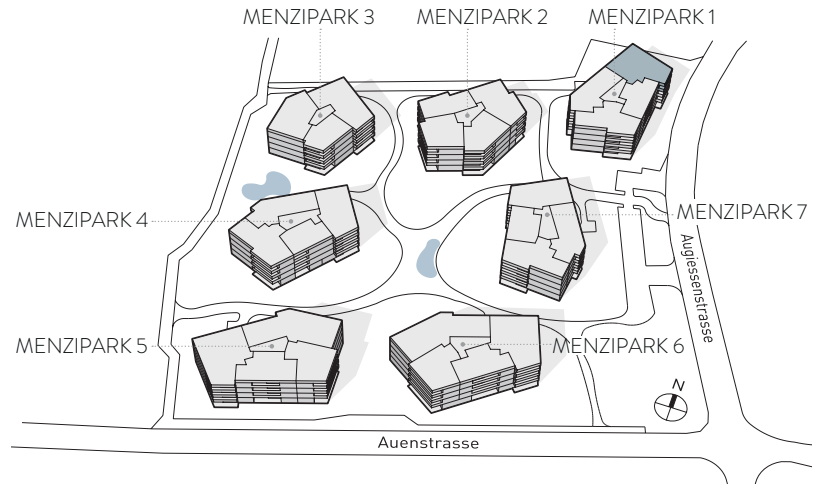 MENZIPARK 3
MENZIPARK 2
MENZIPARK 1
MENZIPARK 4
MENZIPARK 7
Augiessenstrasse
MENZIPARK 5
MENZIPARK 6
N
Auenstrasse